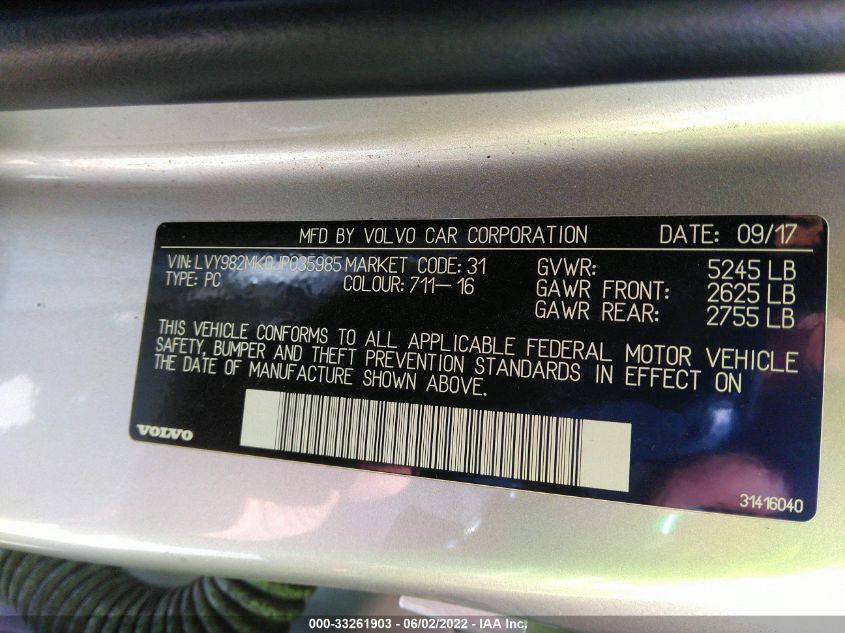 MFD BY VOLVO CAR CORPORATION DATE: 09/17
VIN: LVY982MK0JP035985 MARKET CODE: 31 GVWR: 5245 LB
TYPE: PC COLOUR: 711-16 GAWR FRONT: 2625 LB
GAWR REAR: 2755 LB
THIS VEHICLE CONFORMS TO ALL APPLICABLE FEDERAL MOTOR VEHICLE
SAFETY, BUMPER AND THEFT PREVENTION STANDARDS IN EFFECT ON
THE DATE OF MANUFACTURE SHOWN ABOVE.
VOLVO
31416040
000-33261903 - 06/02/2022 - IAA Inc.